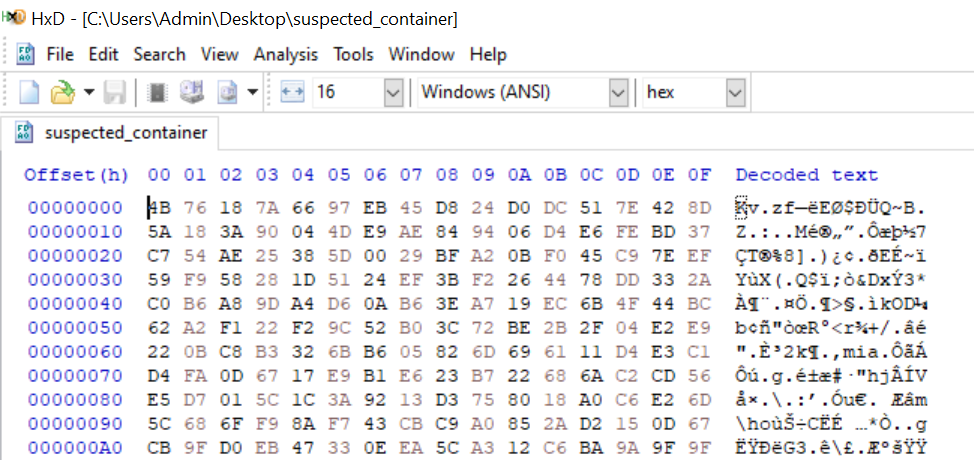 HxD - [C:\Users\Admin\Desktop\suspected_container]
File Edit Search View Analysis Tools Window Help
16 Windows (ANSI) hex
suspected_container
Offset(h) 00 01 02 03 04 05 06 07 08 09 0A 0B 0C 0D 0E 0F Decoded text
00000000 4B 76 18 7A 66 97 EB 45 D8 24 D0 DC 51 7E 42 8D Kv.zf—ëEØ$ÐÜQ~B.
00000010 5A 18 3A 90 04 4D E9 AE 84 94 06 D4 E6 FE BD 37 Z.:..Mé®„”.Ôæþ½7
00000020 C7 54 AE 25 38 5D 00 29 BF A2 0B F0 45 C9 7E EF ÇT®%8].)¿¢.ðEÉ~ï
00000030 59 F9 58 28 1D 51 24 EF 3B F2 26 44 78 DD 33 2A YùX(.Q$ï;ò&DxÝ3*
00000040 C0 B6 A8 9D A4 D6 0A B6 3E A7 19 EC 6B 4F 44 BC À¶¨.¤Ö.¶>§.ìkOD¼
00000050 62 A2 F1 22 F2 9C 52 B0 3C 72 BE 2B 2F 04 E2 E9 b¢ñ"òœR°<r¾+/.âé
00000060 22 0B C8 B3 32 6B B6 05 82 6D 69 61 11 D4 E3 C1 ".È³2k¶.‚mia.ÔãÁ
00000070 D4 FA 0D 67 17 E9 B1 E6 23 B7 22 68 6A C2 CD 56 Ôú.g.é±æ#·"hjÂÍV
00000080 E5 D7 01 5C 1C 3A 92 13 D3 75 80 18 A0 C6 E2 6D å×.\.:’.Óu€. Æâm
00000090 5C 68 6F F9 8A F7 43 CB C9 A0 85 2A D2 15 0D 67 \hoùŠ÷CËÉ …*Ò..g
000000A0 CB 9F D0 EB 47 33 0E EA 5C A3 12 C6 BA 9A 9F 9F ËŸÐëG3.ê\£.ƺšŸŸ